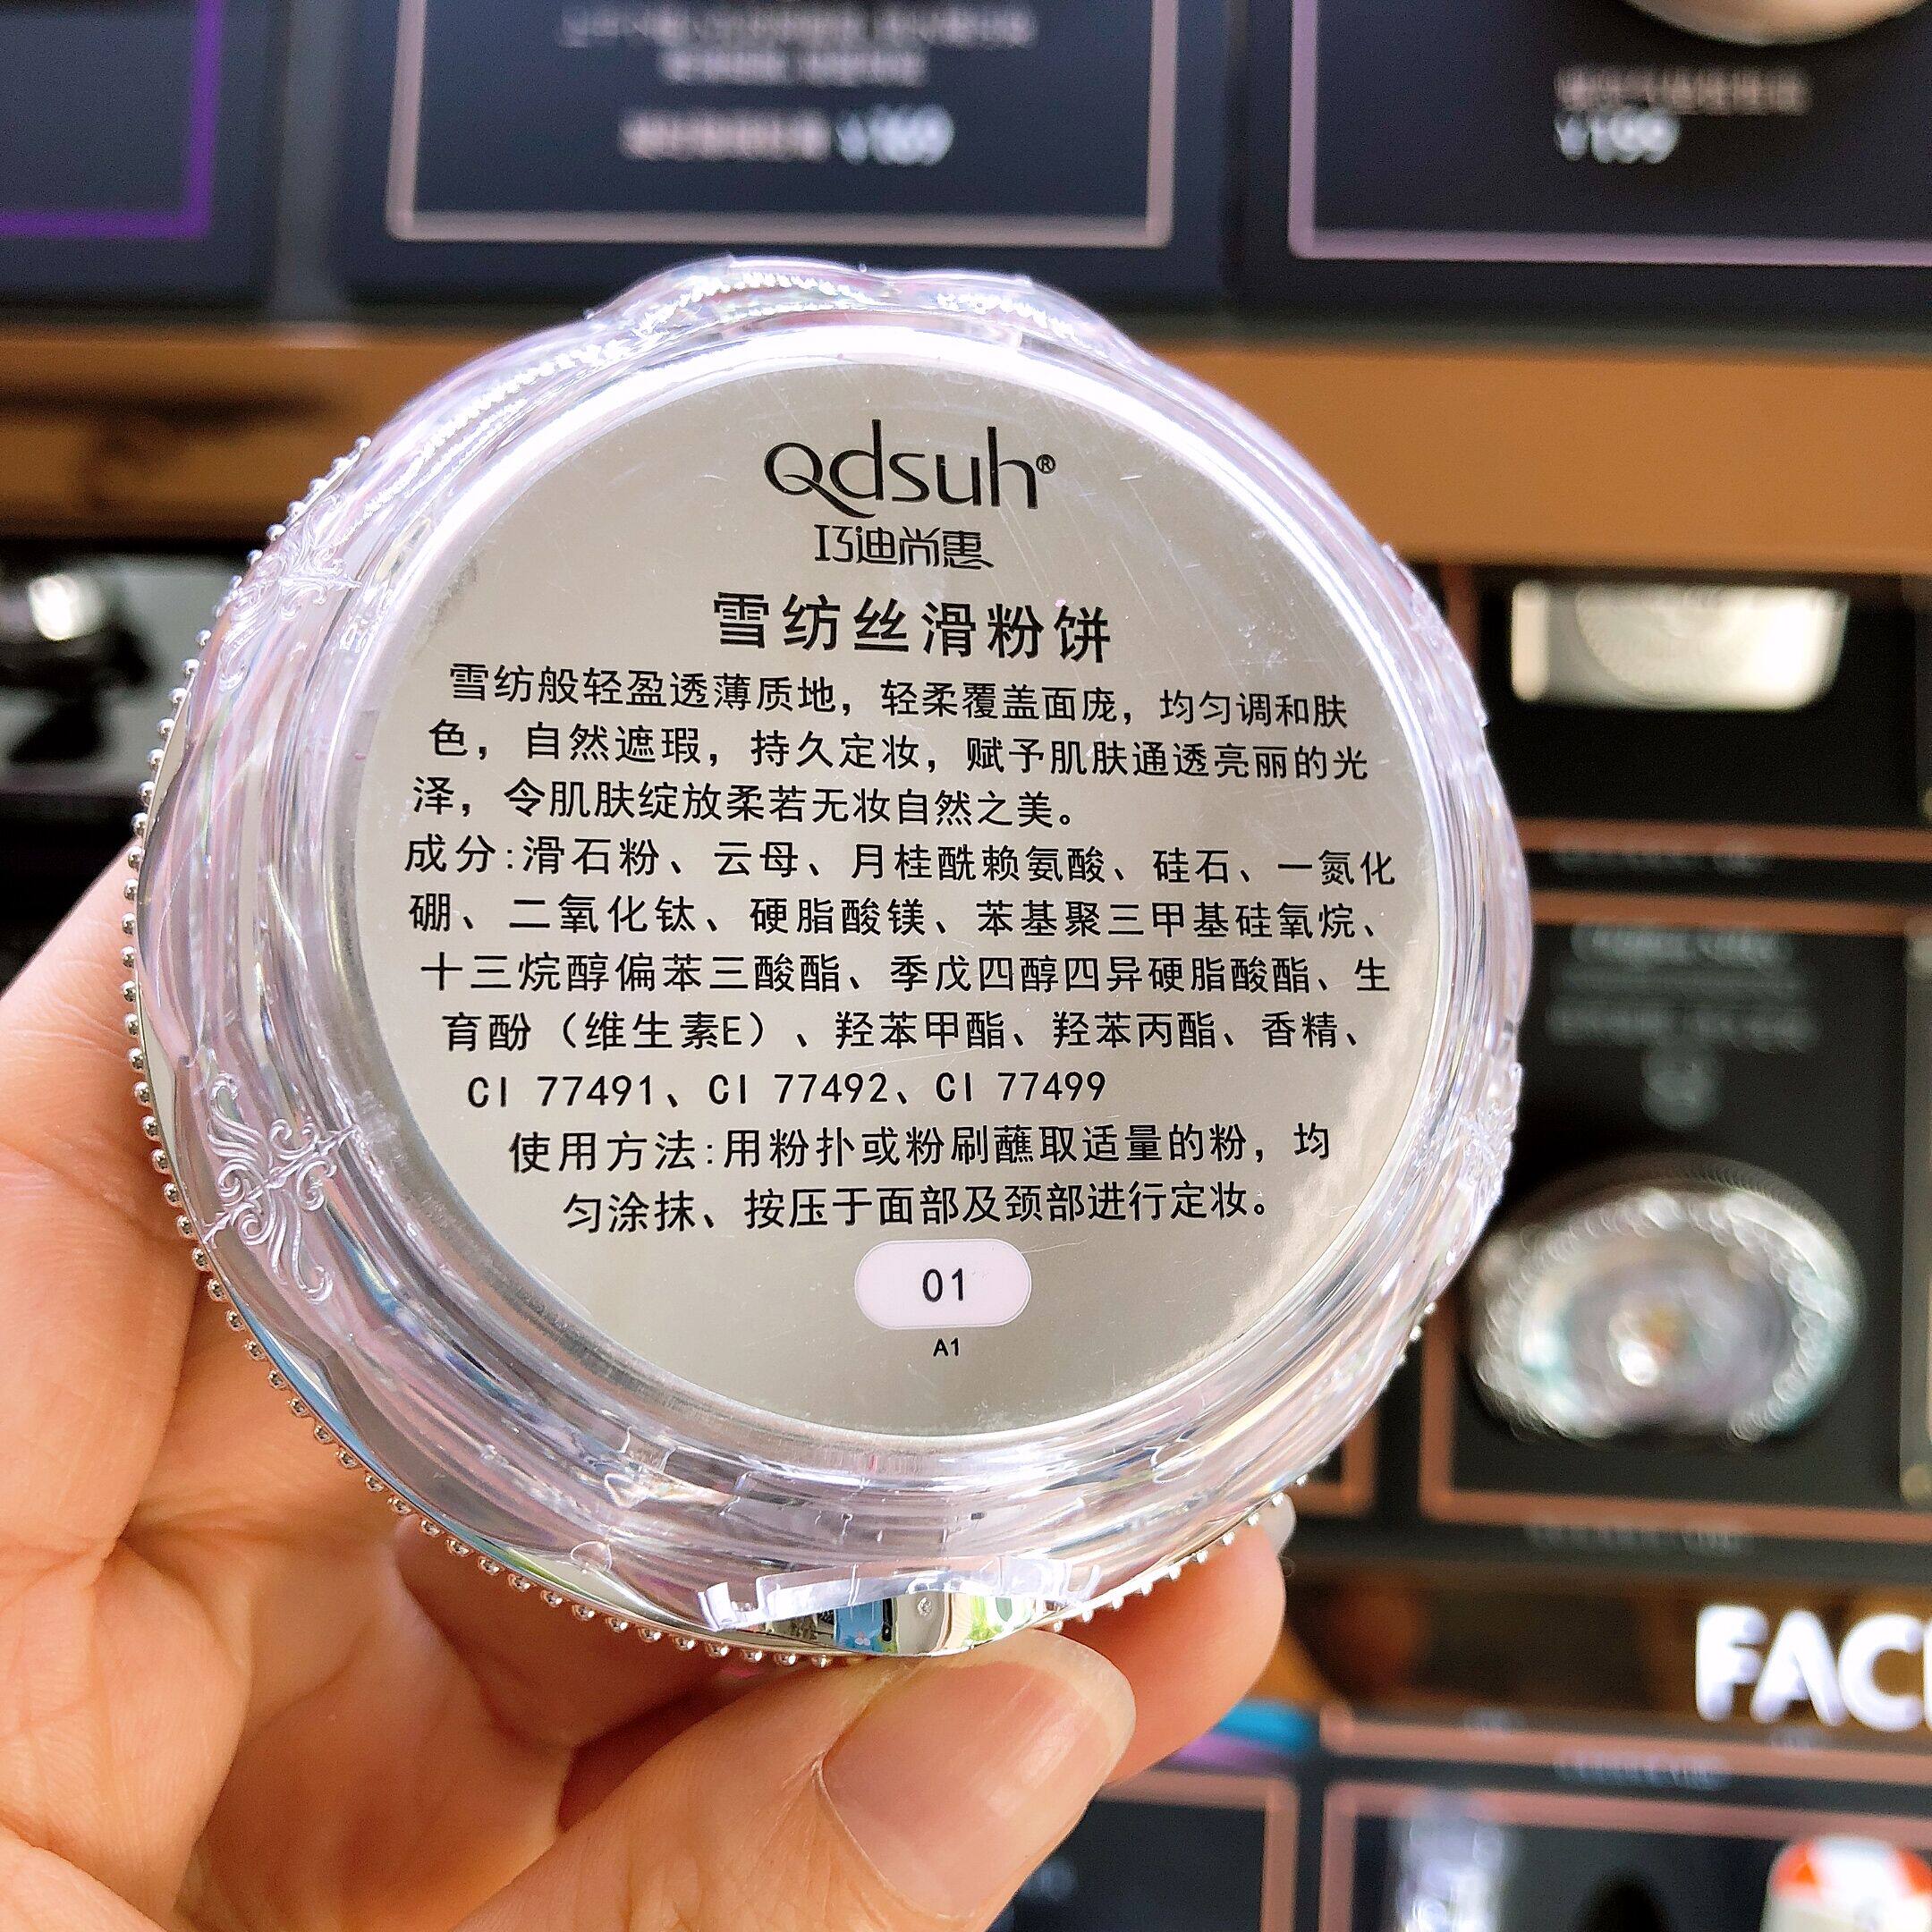 ¥169
¥199
Qdsuh®
巧迪尚惠
雪纺丝滑粉饼
雪纺般轻盈透薄质地，轻柔覆盖面庞，均匀调和肤
色，自然遮瑕，持久定妆，赋予肌肤通透亮丽的光
泽，令肌肤绽放柔若无妆自然之美。
成分:滑石粉、云母、月桂酰赖氨酸、硅石、一氮化
硼、二氧化钛、硬脂酸镁、苯基聚三甲基硅氧烷、
十三烷醇偏苯三酸酯、季戊四醇四异硬脂酸酯、生
育酚（维生素E）、羟苯甲酯、羟苯丙酯、香精、
CI 77491、CI 77492、CI 77499
使用方法:用粉扑或粉刷蘸取适量的粉，均
匀涂抹、按压于面部及颈部进行定妆。
01
A1
FAC